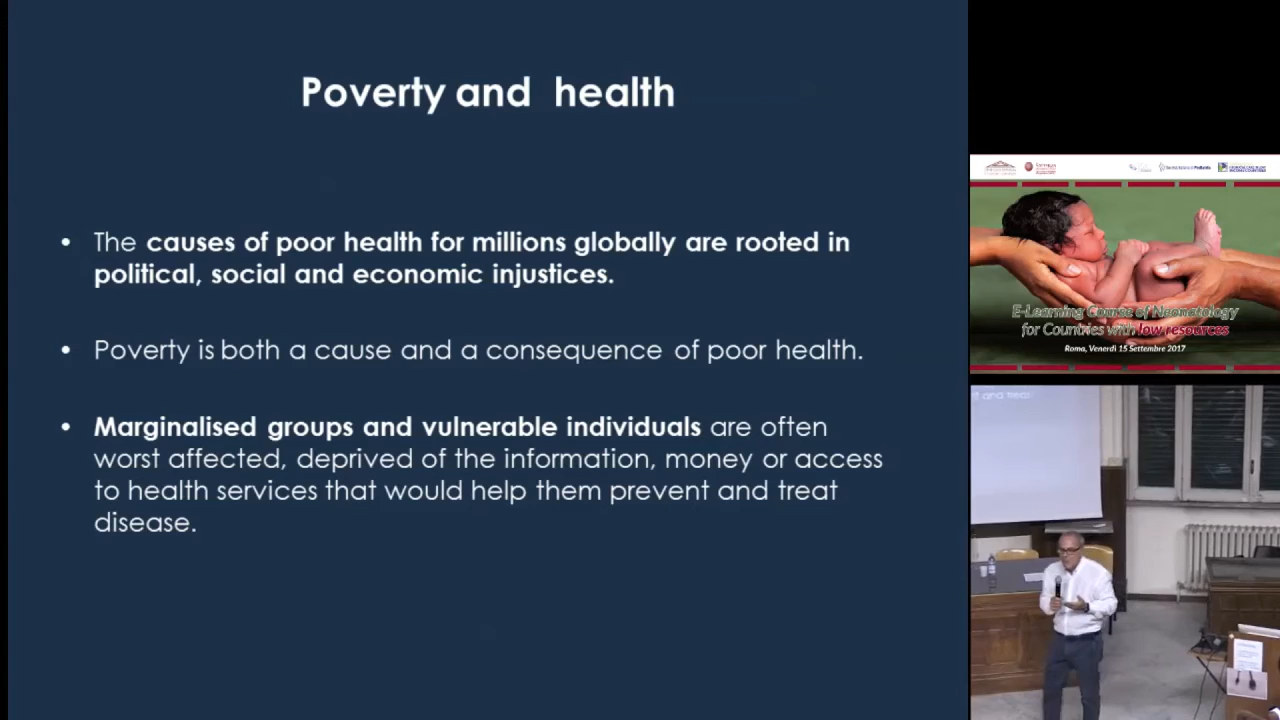 Poverty and health
• The causes of poor health for millions globally are rooted in
political, social and economic injustices.
• Poverty is both a cause and a consequence of poor health.
• Marginalised groups and vulnerable individuals are often
worst affected, deprived of the information, money or access
to health services that would help them prevent and treat
disease.
E-Learning Course of Neonatology
for Countries with low resources
Roma, Venerdì 15 Settembre 2017